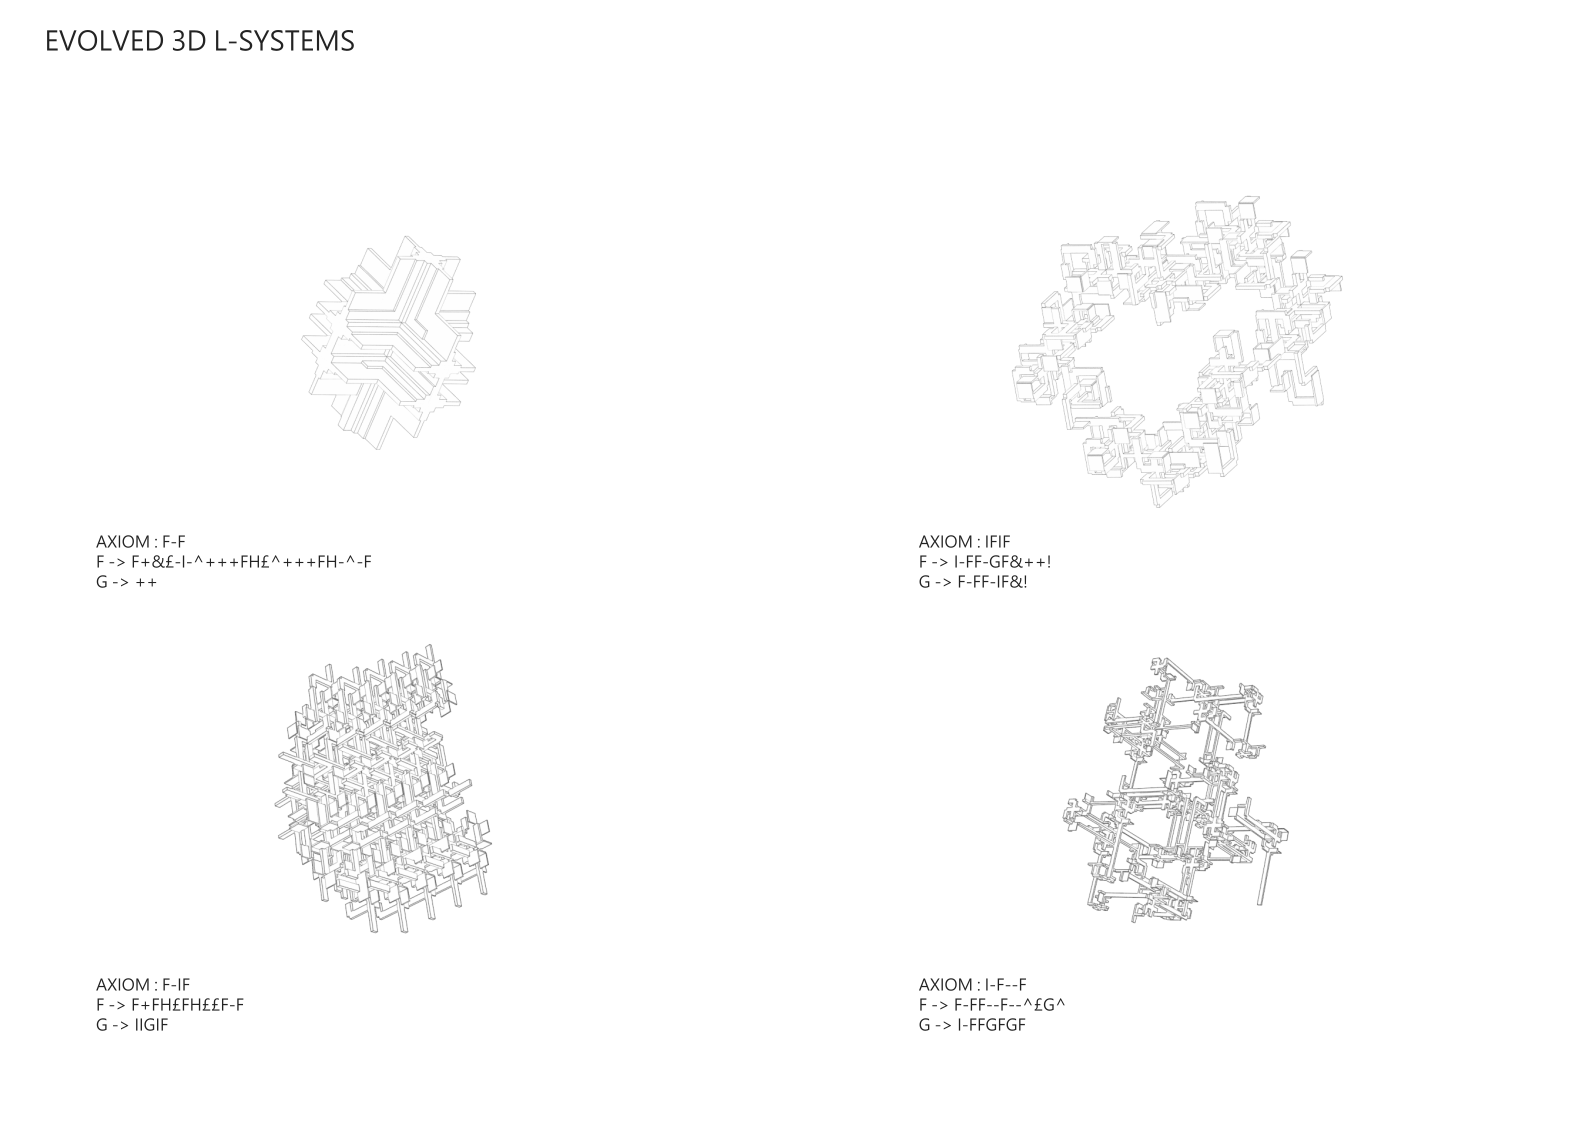 EVOLVED 3D L-SYSTEMS
AXIOM : F-F
F -> F+&£-I-^+++FH£^+++FH-^-F
G -> ++
AXIOM : IFIF
F -> I-FF-GF&++!
G -> F-FF-IF&!
AXIOM : F-IF
F -> F+FH£FH££F-F
G -> IIGIF
AXIOM : I-F--F
F -> F-FF--F--^£G^
G -> I-FFGFGF